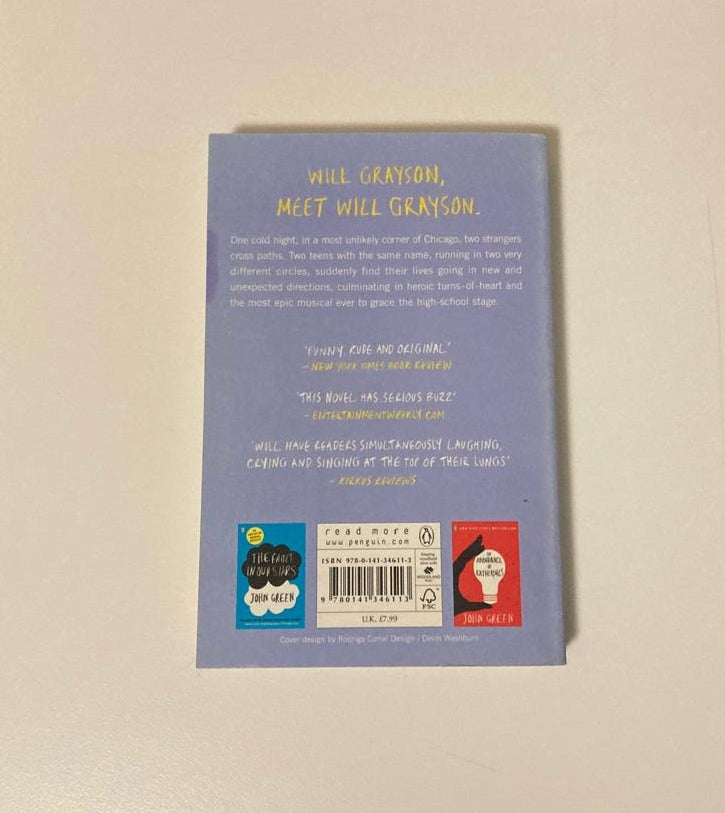 WILL GRAYSON,
MEET WILL GRAYSON.
One cold night, in a most unlikely corner of Chicago, two strangers
cross paths. Two teens with the same name, running in two very
different circles, suddenly find their lives going in new and
unexpected directions, culminating in heroic turns-of-heart and
the most epic musical ever to grace the high-school stage.
'FUNNY, RUDE AND ORIGINAL'
– NEW YORK TIMES BOOK REVIEW
'THIS NOVEL HAS SERIOUS BUZZ'
– ENTERTAINMENTWEEKLY.COM
'WILL HAVE READERS SIMULTANEOUSLY LAUGHING,
CRYING AND SINGING AT THE TOP OF THEIR LUNGS'
– KIRKUS REVIEWS
THE FAULT
IN OUR STARS
JOHN GREEN
read more
www.penguin.com
ISBN 978-0-141-34611-3
9 780141 346113
U.K. £7.99
WOODLAND
FSC
AN
ABUNDANCE
OF
KATHERINES
JOHN GREEN
Cover design by Rodrigo Corral Design / Devin Washburn